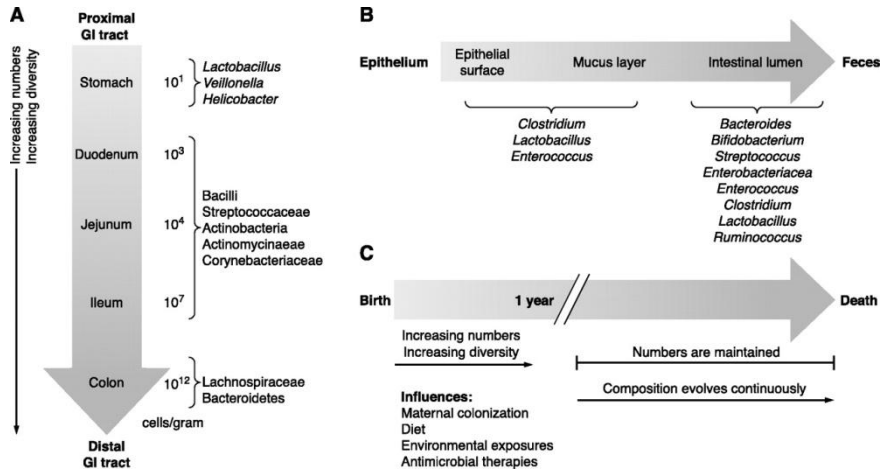 A
Proximal
GI tract
Increasing numbers
Increasing diversity
Stomach 10¹
Lactobacillus
Veillonella
Helicobacter
Duodenum 10³
Jejunum 10⁴
Ileum 10⁷
Bacilli
Streptococcaceae
Actinobacteria
Actinomycinaeae
Corynebacteriaceae
Colon 10¹²
Lachnospiraceae
Bacteroidetes
cells/gram
Distal
GI tract
B
Epithelium
Epithelial
surface
Mucus layer
Intestinal lumen
Feces
Clostridium
Lactobacillus
Enterococcus
Bacteroides
Bifidobacterium
Streptococcus
Enterobacteriacea
Enterococcus
Clostridium
Lactobacillus
Ruminococcus
C
Birth
1 year
Death
Increasing numbers
Increasing diversity
Numbers are maintained
Composition evolves continuously
Influences:
Maternal colonization
Diet
Environmental exposures
Antimicrobial therapies